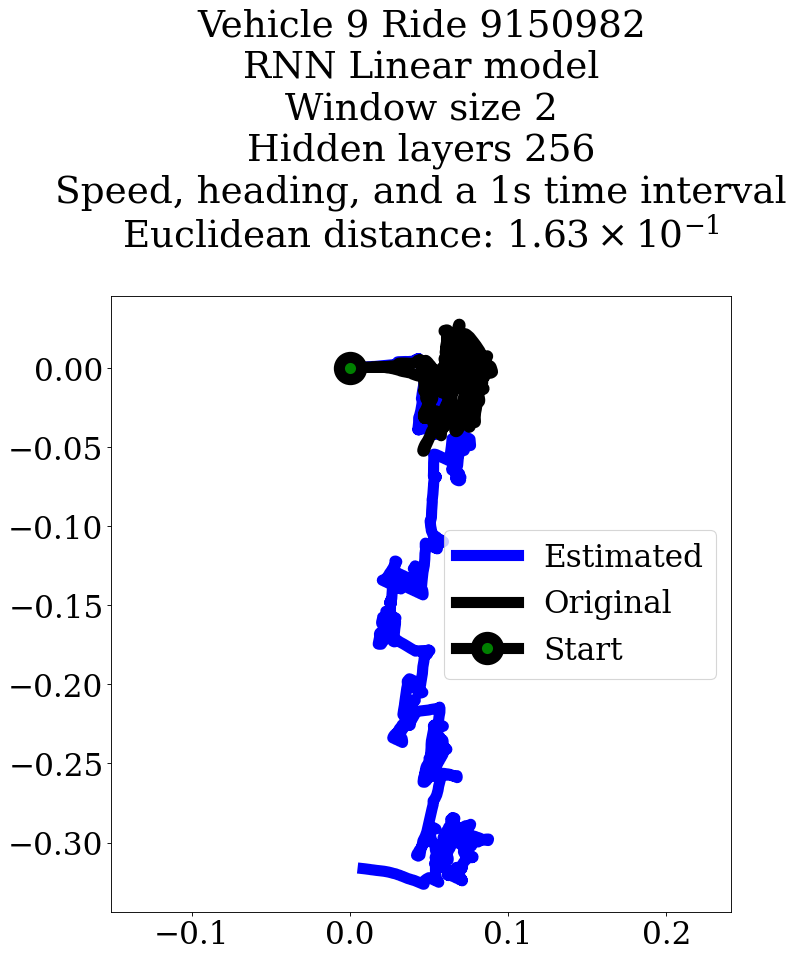 Vehicle 9 Ride 9150982
RNN Linear model
Window size 2
Hidden layers 256
Speed, heading, and a 1s time interval
Euclidean distance: 1.63 × 10⁻¹
0.00
−0.05
−0.10
−0.15
−0.20
−0.25
−0.30
Estimated
Original
Start
−0.1
0.0
0.1
0.2